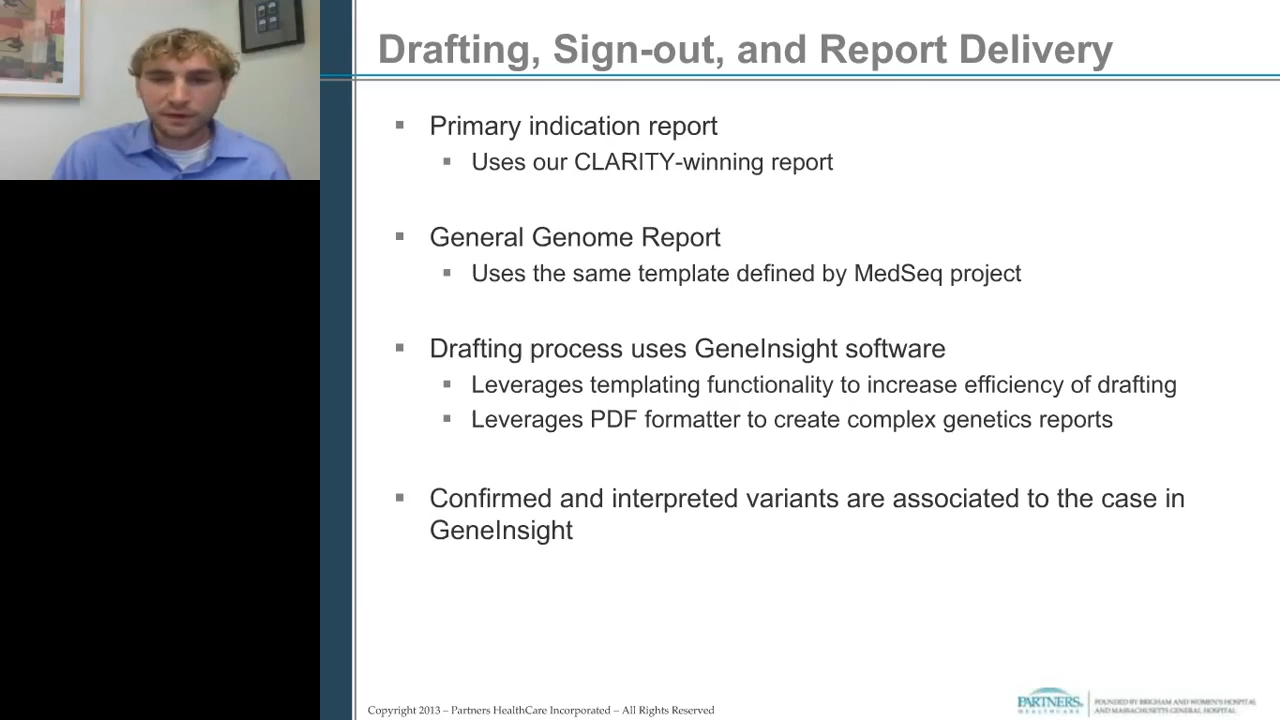 Drafting, Sign-out, and Report Delivery
▪ Primary indication report
▪ Uses our CLARITY-winning report
▪ General Genome Report
▪ Uses the same template defined by MedSeq project
▪ Drafting process uses GeneInsight software
▪ Leverages templating functionality to increase efficiency of drafting
▪ Leverages PDF formatter to create complex genetics reports
▪ Confirmed and interpreted variants are associated to the case in
GeneInsight
Copyright 2013 – Partners HealthCare Incorporated – All Rights Reserved
PARTNERS.
HEALTHCARE
FOUNDED BY BRIGHAM AND WOMEN'S HOSPITAL
AND MASSACHUSETTS GENERAL HOSPITAL